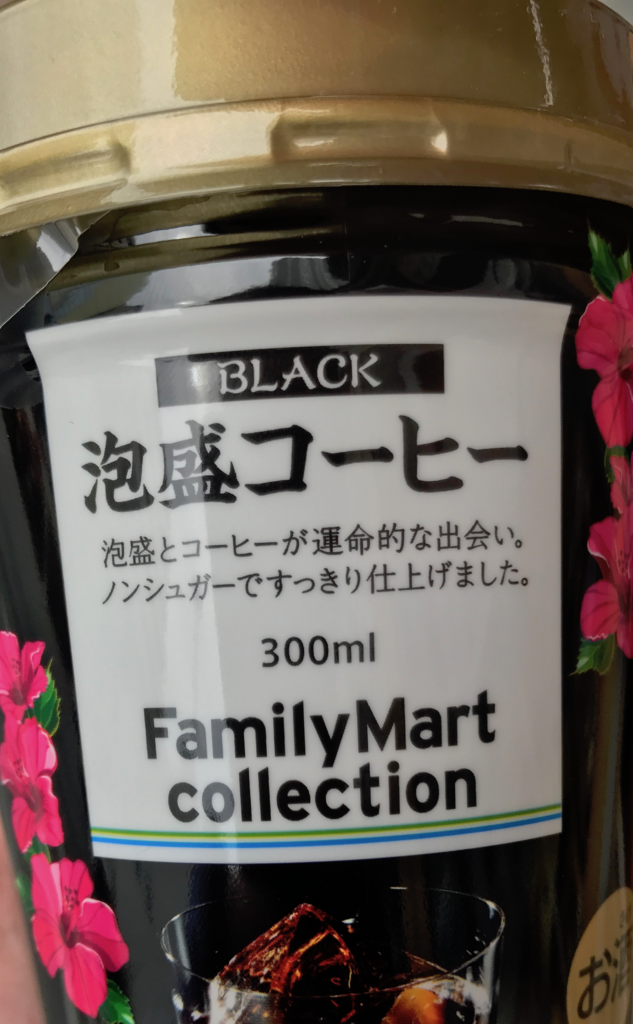 BLACK
泡盛コーヒー
泡盛とコーヒーが運命的な出会い。
ノンシュガーですっきり仕上げました。
300ml
FamilyMart
collection
お酒